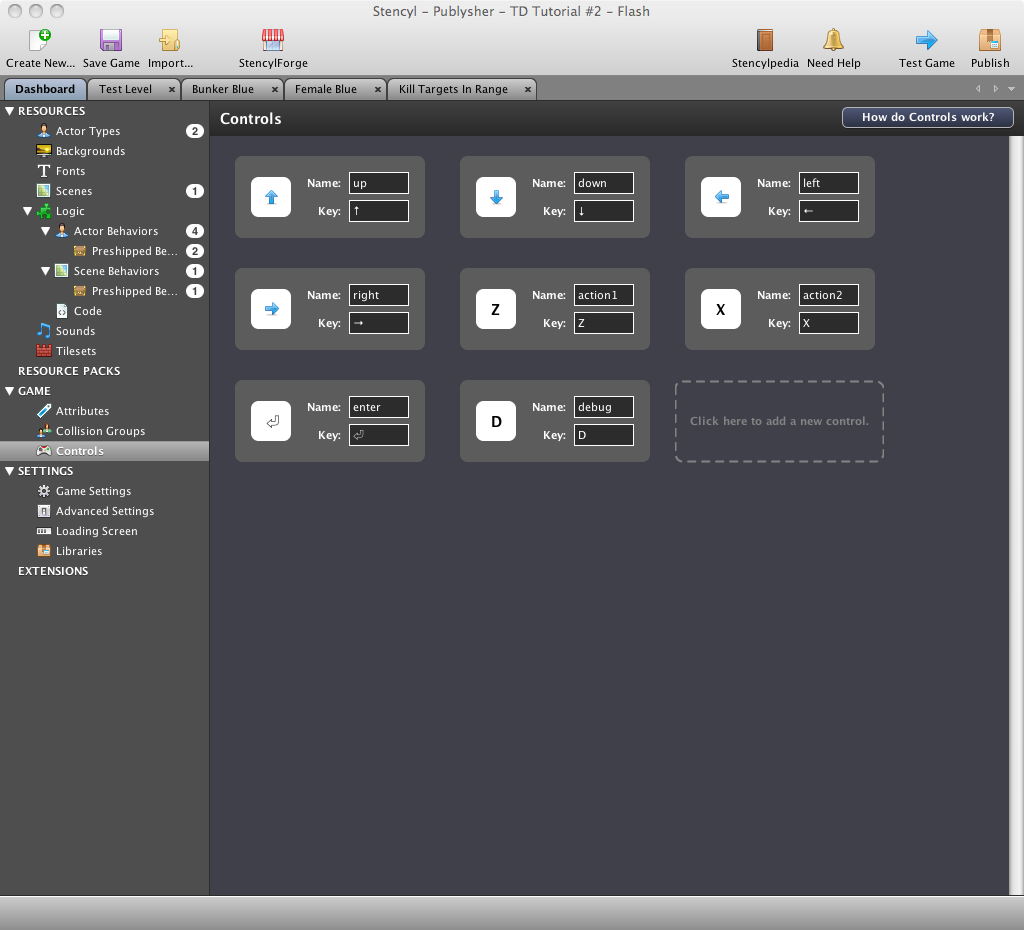 Stencyl – Publysher – TD Tutorial #2 – Flash
Create New... Save Game Import... StencylForge Stencylpedia Need Help Test Game Publish
Dashboard Test Level × Bunker Blue × Female Blue × Kill Targets In Range ×
RESOURCES
Actor Types 2
Backgrounds
Fonts
Scenes 1
Logic
Actor Behaviors 4
Preshipped Be... 2
Scene Behaviors 1
Preshipped Be... 1
Code
Sounds
Tilesets
RESOURCE PACKS
GAME
Attributes
Collision Groups
Controls
SETTINGS
Game Settings
Advanced Settings
Loading Screen
Libraries
EXTENSIONS
Controls How do Controls work?
Name: up
Key: ↑
Name: down
Key: ↓
Name: left
Key: ←
Name: right
Key: →
Z
Name: action1
Key: Z
X
Name: action2
Key: X
Name: enter
Key: ⏎
D
Name: debug
Key: D
Click here to add a new control.